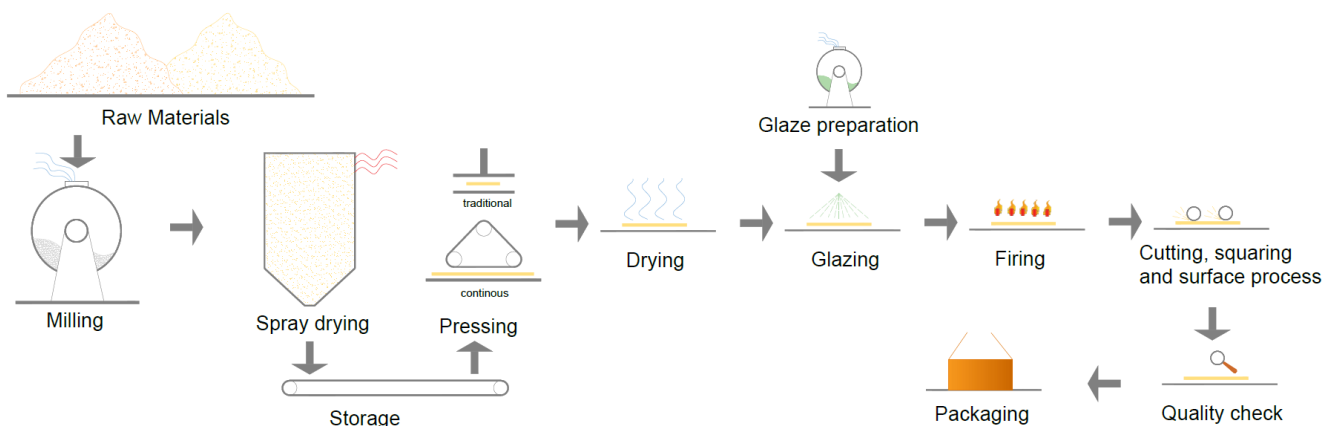 Raw Materials
Milling
Spray drying
Storage
traditional
continous
Pressing
Drying
Glaze preparation
Glazing
Firing
Cutting, squaring
and surface process
Quality check
Packaging